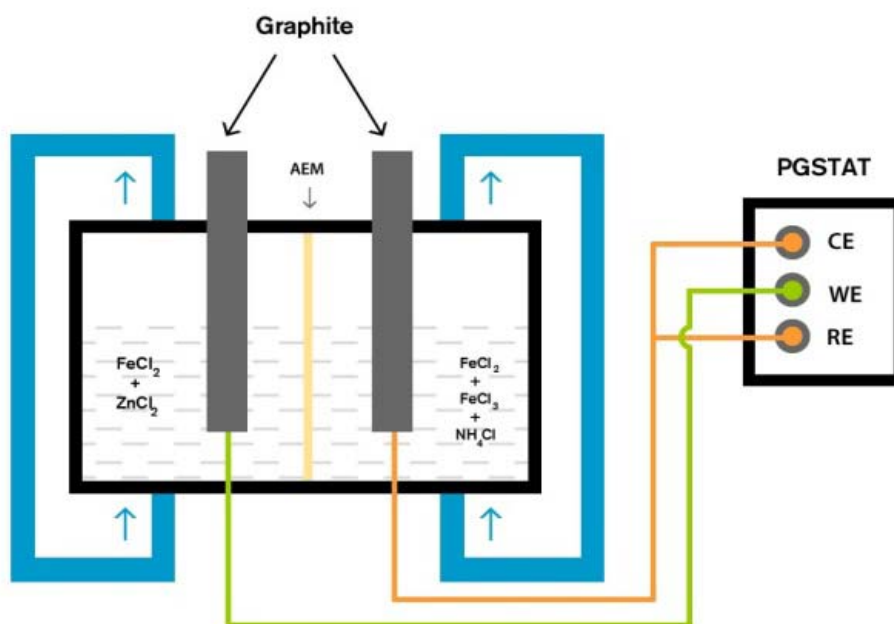 Graphite
AEM
PGSTAT
CE
WE
RE
FeCl₂
+
ZnCl₂
FeCl₂
+
FeCl₃
+
NH₄Cl